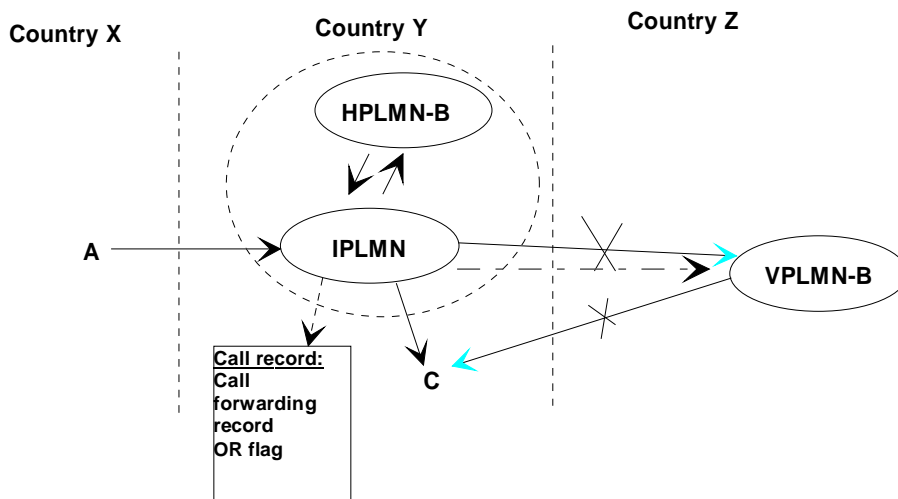 Country X
Country Y
Country Z
HPLMN-B
A
IPLMN
VPLMN-B
C
Call record:
Call
forwarding
record
OR flag